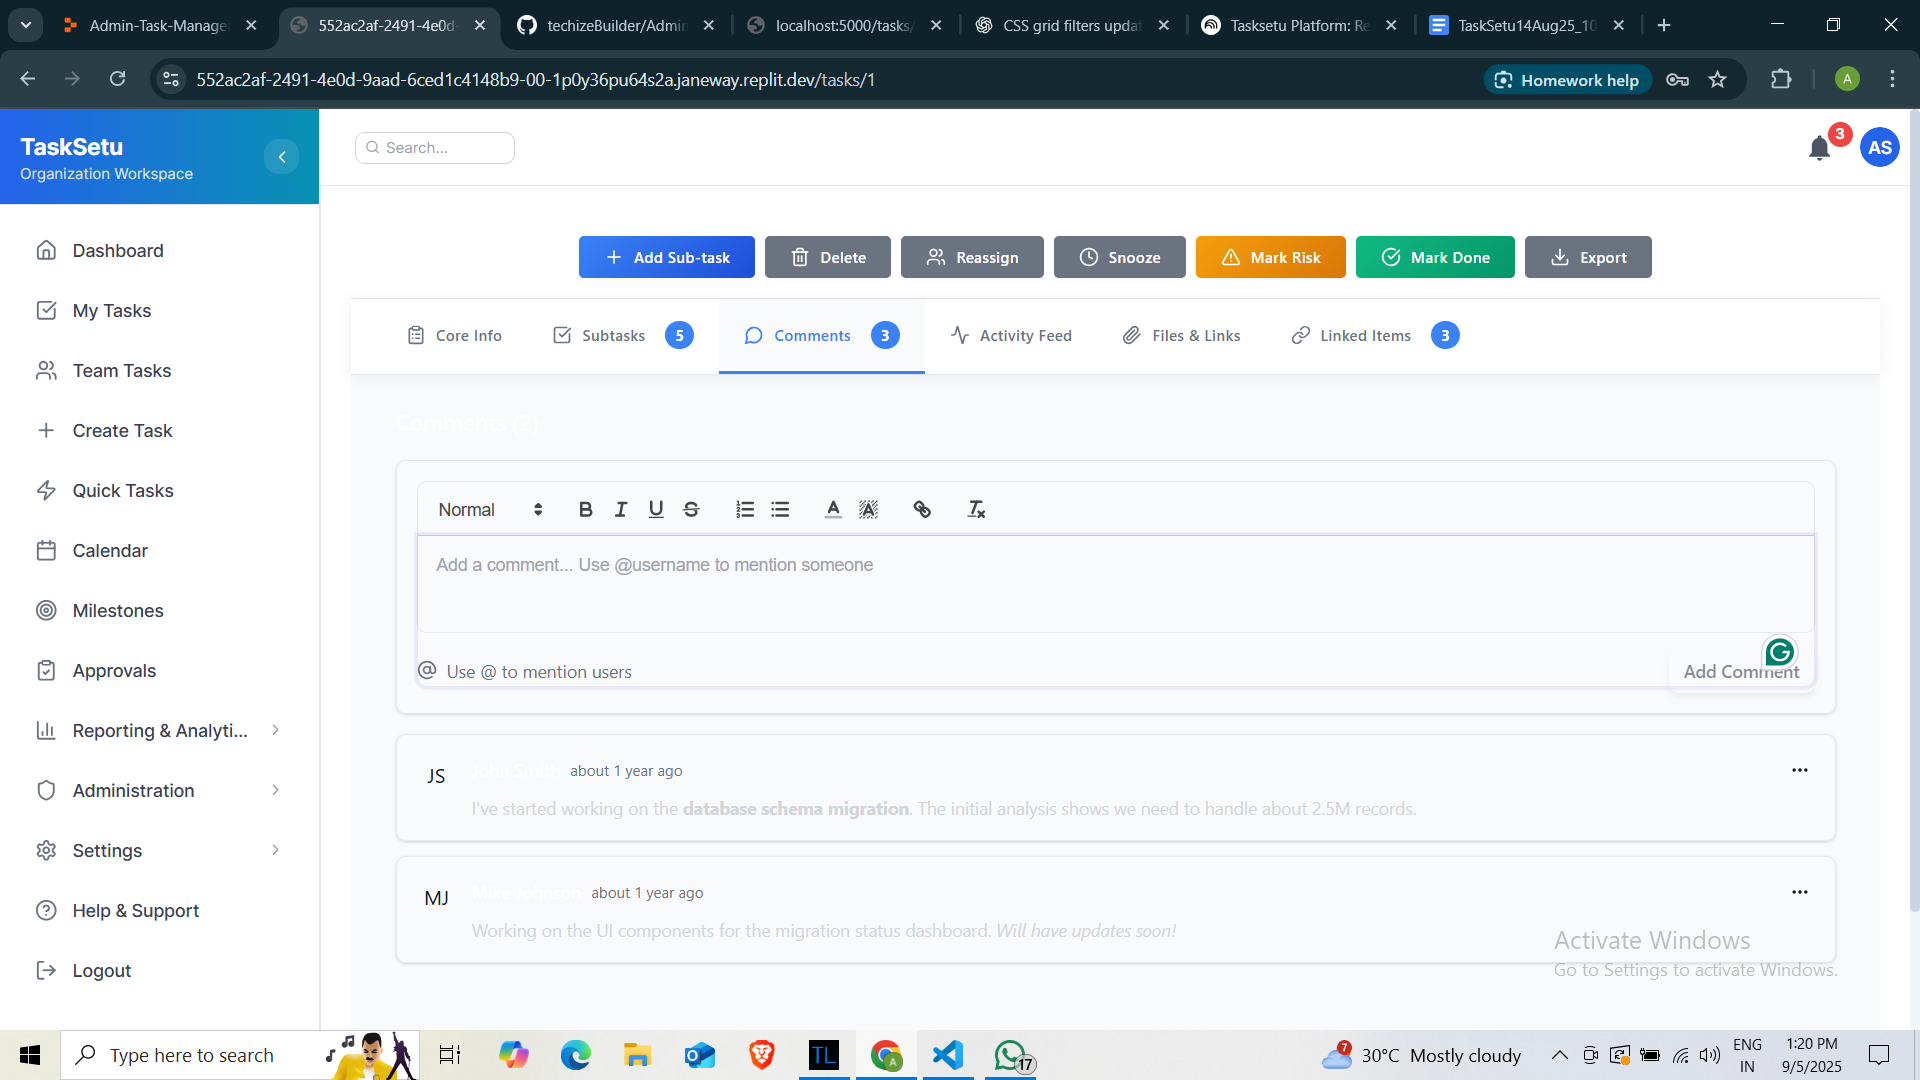 Admin-Task-Manage
552ac2af-2491-4e0d-
techizeBuilder/Admin
localhost:5000/tasks/
CSS grid filters updat
Tasksetu Platform: Re
TaskSetu14Aug25_10
552ac2af-2491-4e0d-9aad-6ced1c4148b9-00-1p0y36pu64s2a.janeway.replit.dev/tasks/1
Homework help
A
TaskSetu
Organization Workspace
Search...
3
AS
Dashboard
My Tasks
Team Tasks
Create Task
Quick Tasks
Calendar
Milestones
Approvals
Reporting & Analyti...
Administration
Settings
Help & Support
Logout
Add Sub-task
Delete
Reassign
Snooze
Mark Risk
Mark Done
Export
Core Info
Subtasks 5
Comments 3
Activity Feed
Files & Links
Linked Items 3
Comments (2)
Normal
Add a comment... Use @username to mention someone
@ Use @ to mention users
Add Comment
JS John Smith about 1 year ago
I've started working on the database schema migration. The initial analysis shows we need to handle about 2.5M records.
MJ Mike Johnson about 1 year ago
Working on the UI components for the migration status dashboard. Will have updates soon!
Activate Windows
Go to Settings to activate Windows.
Type here to search
TL
17
7
30°C Mostly cloudy
ENG
IN
1:20 PM
9/5/2025